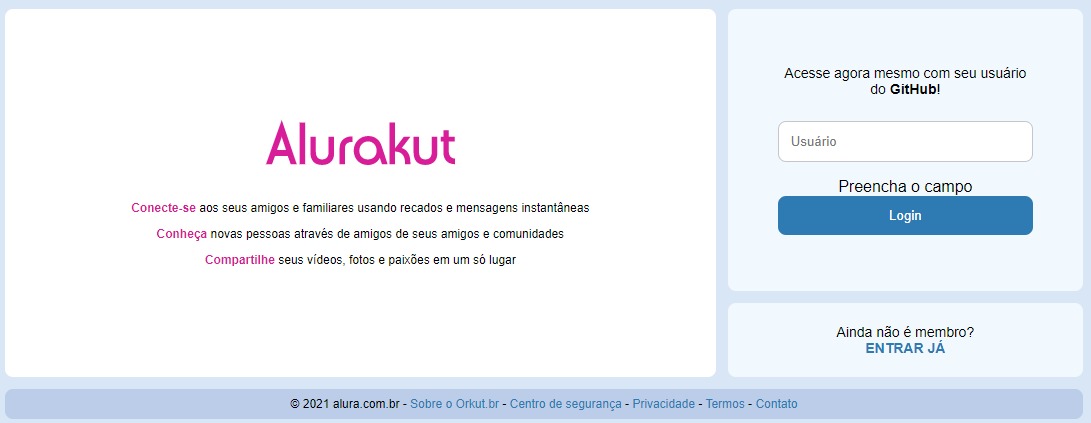 Alurakut
Conecte-se aos seus amigos e familiares usando recados e mensagens instantâneas
Conheça novas pessoas através de amigos de seus amigos e comunidades
Compartilhe seus vídeos, fotos e paixões em um só lugar
Acesse agora mesmo com seu usuário
do GitHub!
Usuário
Preencha o campo
Login
Ainda não é membro?
ENTRAR JÁ
© 2021 alura.com.br - Sobre o Orkut.br - Centro de segurança - Privacidade - Termos - Contato